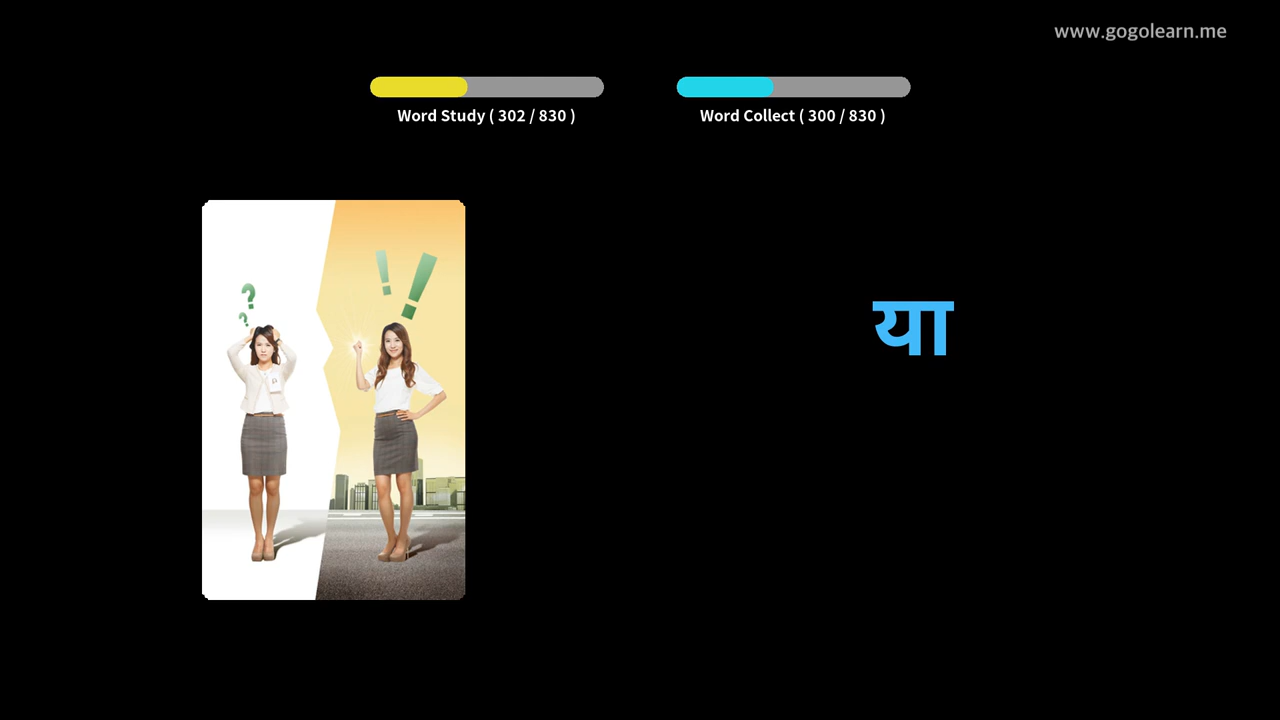 www.gogolearn.me
Word Study ( 302 / 830 )
Word Collect ( 300 / 830 )
? !!
?
या